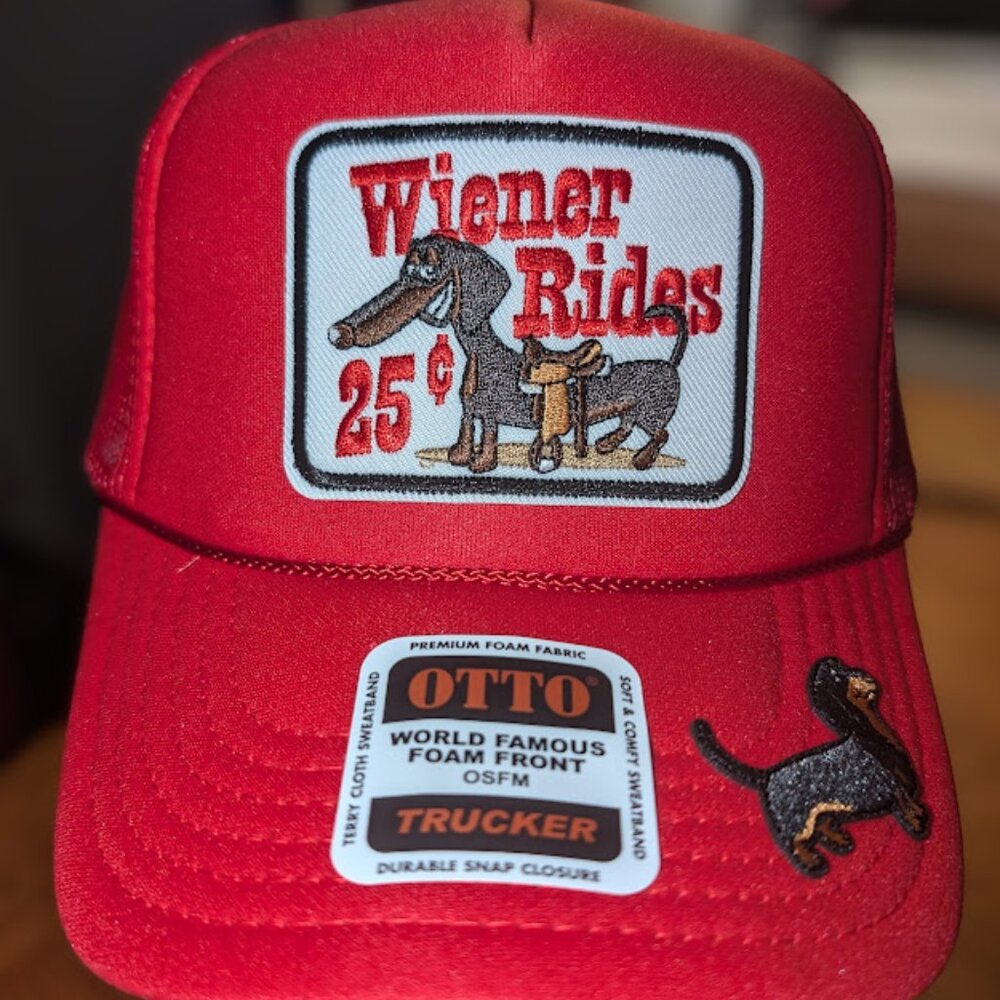 Wiener
Rides
25¢
PREMIUM FOAM FABRIC
OTTO®
WORLD FAMOUS
FOAM FRONT
OSFM
TRUCKER
DURABLE SNAP CLOSURE
TERRY CLOTH SWEATBAND
SOFT & COMFY SWEATBAND